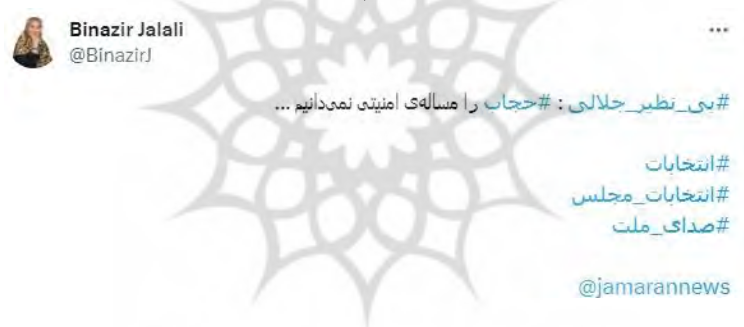 Binazir Jalali
@BinazirJ
...
#بی_نظیر_جلالی : #حجاب را مساله‌ی امنیتی نمی‌دانیم ...
#انتخابات
#انتخابات_مجلس
#صدای_ملت
@jamarannews